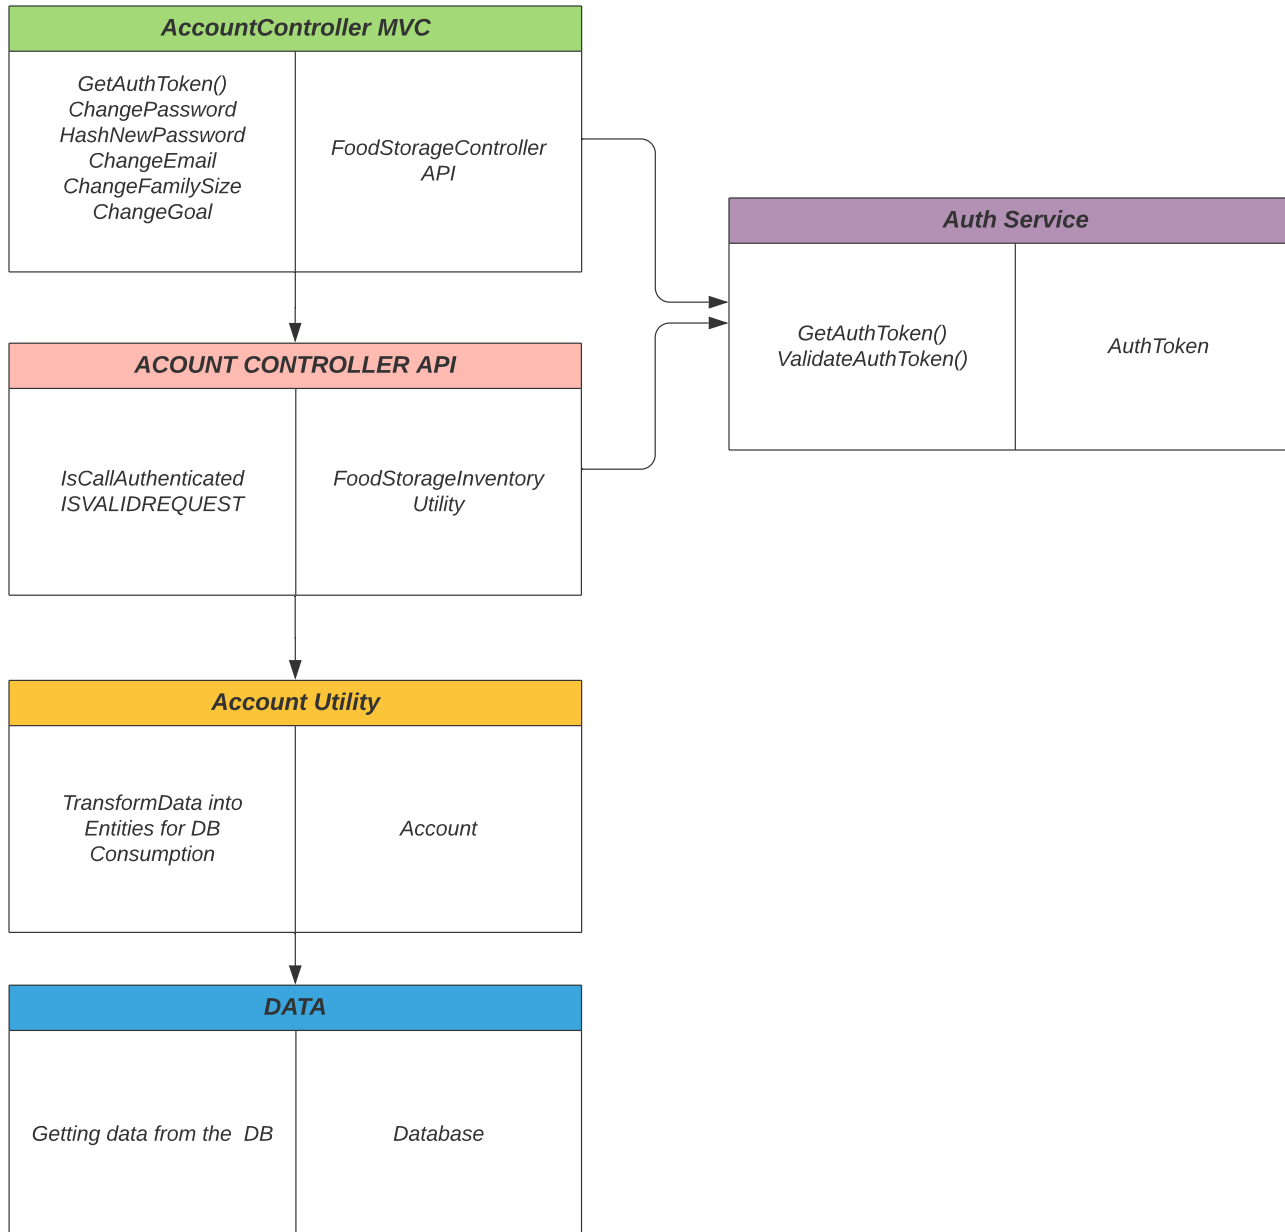 AccountController MVC
GetAuthToken()
ChangePassword
HashNewPassword
ChangeEmail
ChangeFamilySize
ChangeGoal
FoodStorageController
API
Auth Service
GetAuthToken()
ValidateAuthToken()
AuthToken
ACOUNT CONTROLLER API
IsCallAuthenticated
ISVALIDREQUEST
FoodStorageInventory
Utility
Account Utility
TransformData into
Entities for DB
Consumption
Account
DATA
Getting data from the  DB
Database